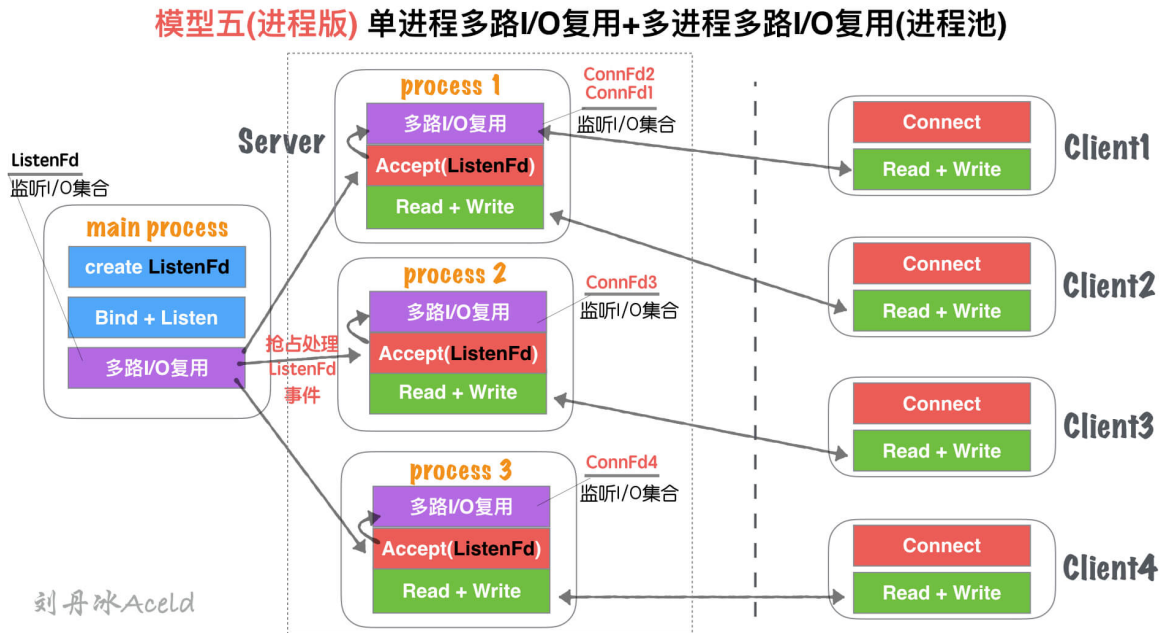 模型五(进程版) 单进程多路I/O复用+多进程多路I/O复用(进程池)
Server
ListenFd
监听I/O集合
main process
create ListenFd
Bind + Listen
多路I/O复用
抢占处理
ListenFd
事件
process 1
多路I/O复用
Accept(ListenFd)
Read + Write
ConnFd2
ConnFd1
监听I/O集合
process 2
多路I/O复用
Accept(ListenFd)
Read + Write
ConnFd3
监听I/O集合
process 3
多路I/O复用
Accept(ListenFd)
Read + Write
ConnFd4
监听I/O集合
Connect
Read + Write
Client1
Connect
Read + Write
Client2
Connect
Read + Write
Client3
Connect
Read + Write
Client4
刘丹冰Aceld